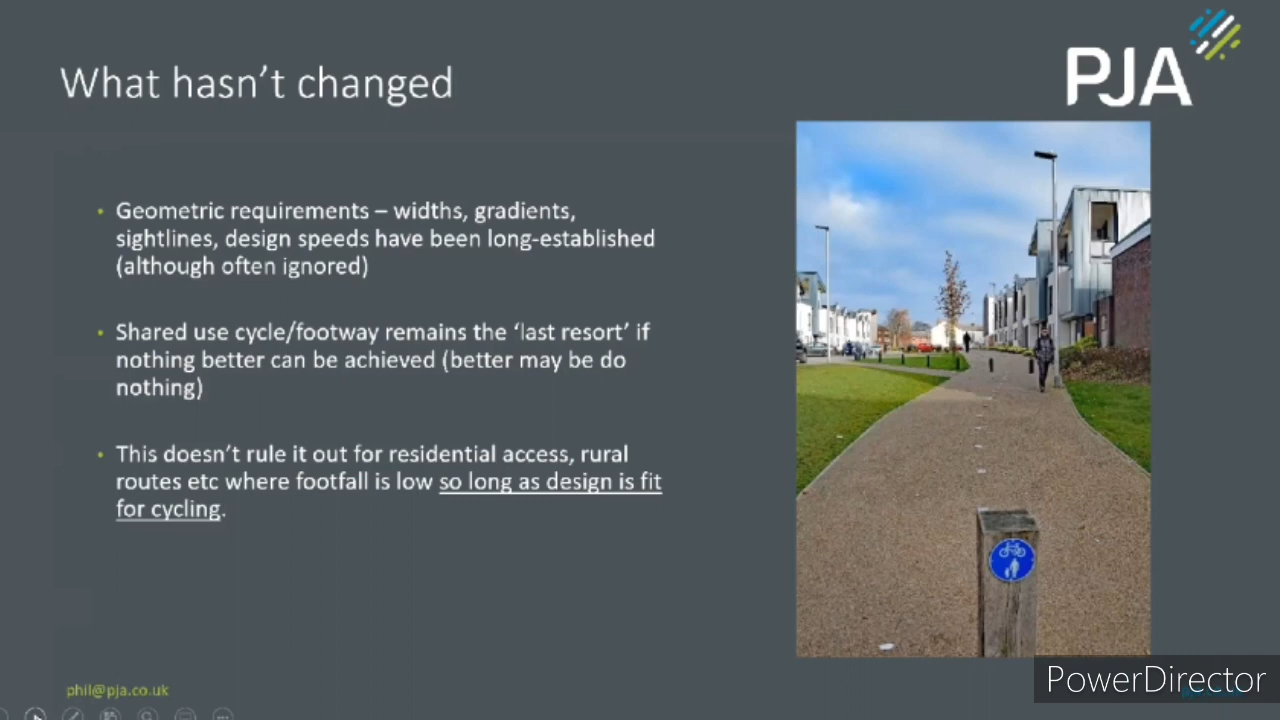 What hasn't changed
PJA
• Geometric requirements – widths, gradients,
sightlines, design speeds have been long-established
(although often ignored)
• Shared use cycle/footway remains the 'last resort' if
nothing better can be achieved (better may be do
nothing)
• This doesn't rule it out for residential access, rural
routes etc where footfall is low so long as design is fit
for cycling.
phil@pja.co.uk
PowerDirector